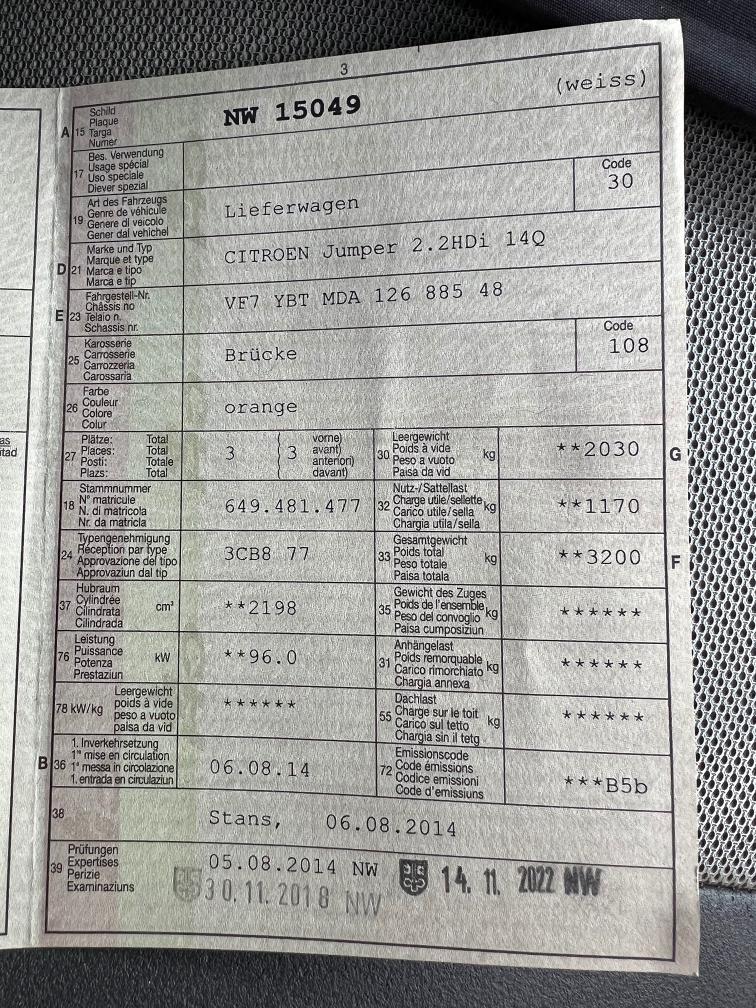 3
A 15 Schild
Plaque
Targa
Numer
NW 15049 (weiss)
17 Bes. Verwendung
Usage spécial
Uso speciale
Diever spezial
19 Art des Fahrzeugs
Genre de véhicule
Genere di veicolo
Gener dal vehichel
Lieferwagen
Code
30
D 21 Marke und Typ
Marque et type
Marca e tipo
Marca e tip
CITROEN Jumper 2.2HDi 14Q
E 23 Fahrgestell-Nr.
Châssis no
Telaio n.
Schassis nr.
VF7 YBT MDA 126 885 48
25 Karosserie
Carrosserie
Carrozzeria
Carossaria
Brücke
Code
108
26 Farbe
Couleur
Colore
Colur
orange
27 Plätze: Total
Places: Total
Posti: Totale
Plazs: Total
3 (3 vorne)
avant)
anteriori)
davant)
30 Leergewicht
Poids à vide
Peso a vuoto
Paisa da vid
kg
**2030
G
18 Stammnummer
N° matricule
N. di matricola
Nr. da matricla
649.481.477
32 Nutz-/Sattellast
Charge utile/sellette
Carico utile/sella
Chargia utila/sella
kg
**1170
24 Typengenehmigung
Réception par type
Approvazione del tipo
Approvaziun dal tip
3CB8 77
33 Gesamtgewicht
Poids total
Peso totale
Paisa totala
kg
**3200
F
37 Hubraum
Cylindrée
Cilindrata
Cilindrada
cm³
**2198
35 Gewicht des Zuges
Poids de l'ensemble
Peso del convoglio
Paisa cumposiziun
kg
******
76 Leistung
Puissance
Potenza
Prestaziun
kW
**96.0
31 Anhängelast
Poids remorquable
Carico rimorchiato
Chargia annexa
kg
******
78 kW/kg Leergewicht
poids à vide
peso a vuoto
paisa da vid
******
55 Dachlast
Charge sur le toit
Carico sul tetto
Chargia sin il tetg
kg
******
B 36 1. Inverkehrsetzung
1re mise en circulation
1a messa in circolazione
1. entrada en circulaziun
06.08.14
72 Emissionscode
Code émissions
Codice emissioni
Code d'emissiuns
***B5b
38
Stans, 06.08.2014
39 Prüfungen
Expertises
Perizie
Examinaziuns
05.08.2014 NW 14. 11. 2022 NW
30.11.2018 NW
as
itad